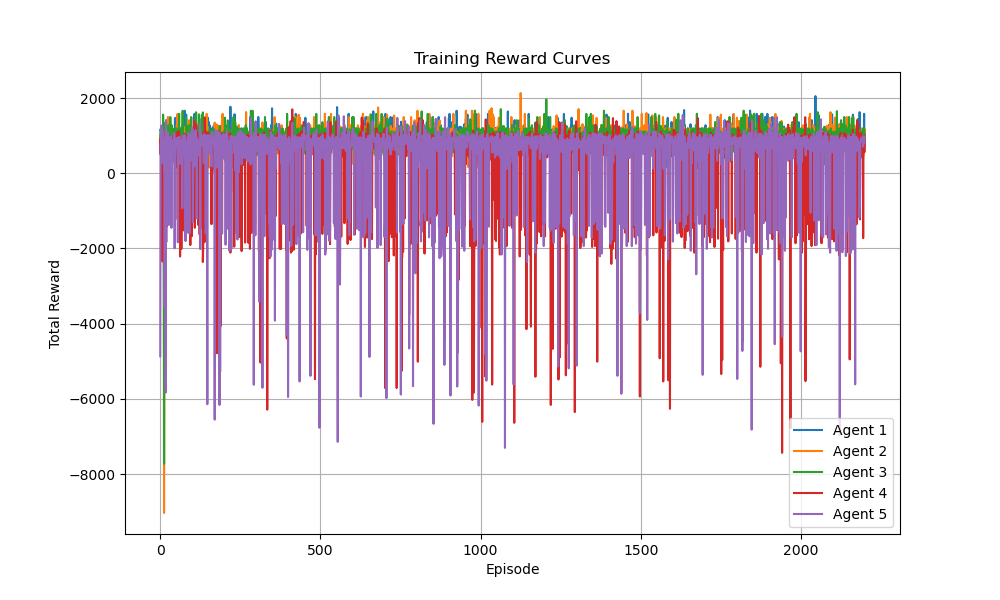 Training Reward Curves
2000
0
−2000
−4000
−6000
−8000
Total Reward
0
500
1000
1500
2000
Episode
Agent 1
Agent 2
Agent 3
Agent 4
Agent 5